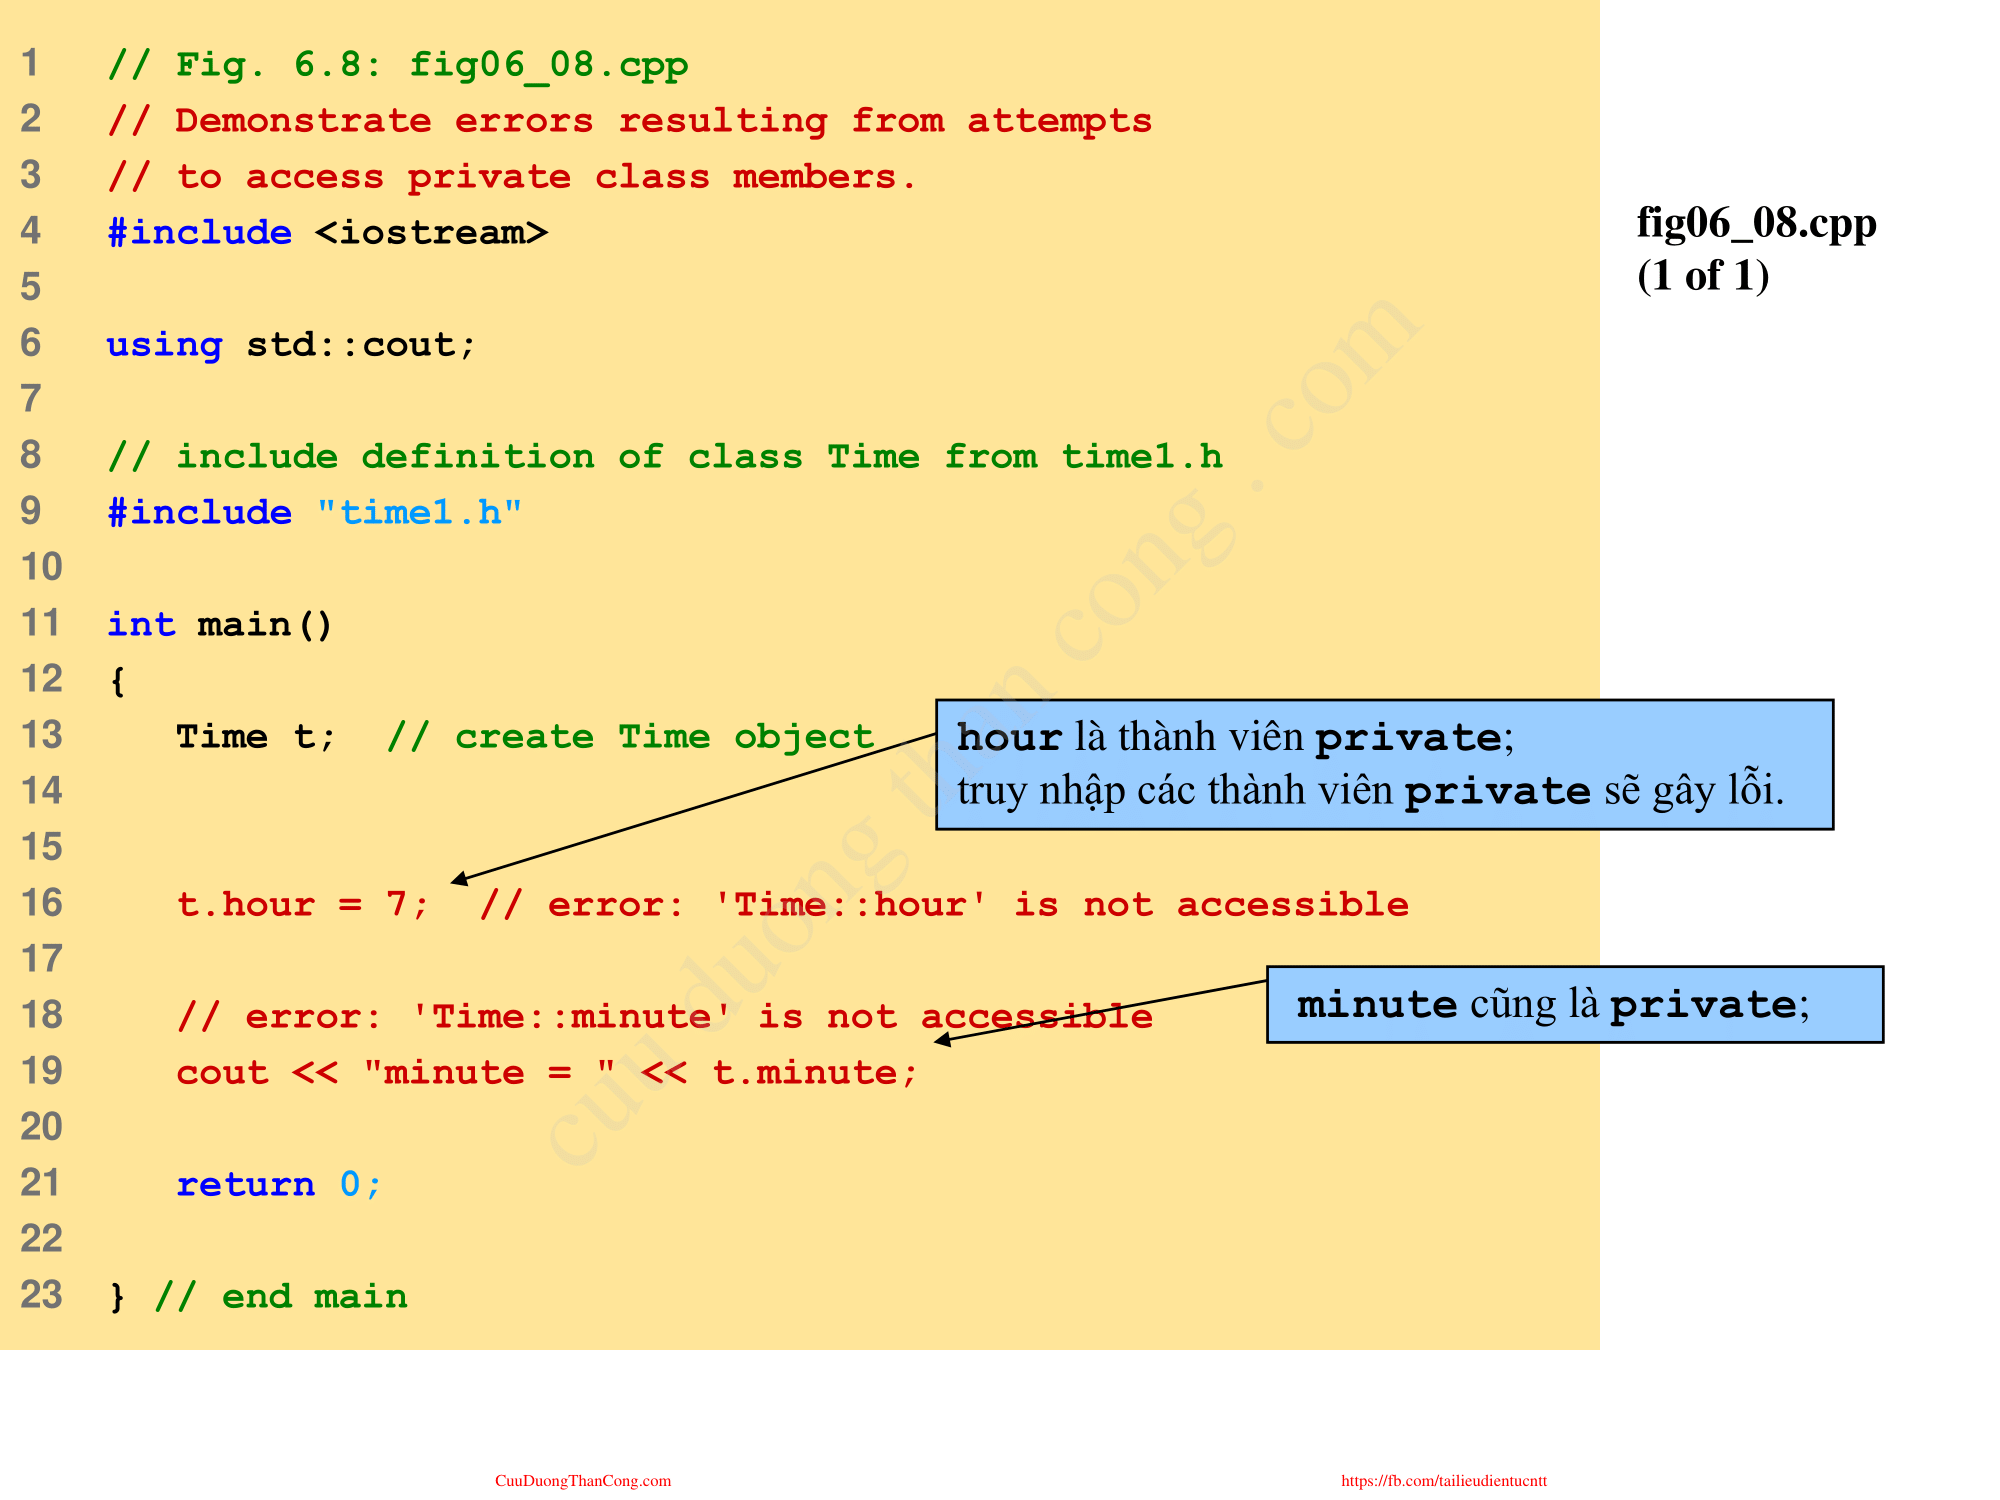 1 // Fig. 6.8: fig06_08.cpp
2 // Demonstrate errors resulting from attempts
3 // to access private class members.
4 #include <iostream>
5
6 using std::cout;
7
8 // include definition of class Time from time1.h
9 #include "time1.h"
10
11 int main()
12 {
13 Time t; // create Time object
14
15
16 t.hour = 7; // error: 'Time::hour' is not accessible
17
18 // error: 'Time::minute' is not accessible
19 cout << "minute = " << t.minute;
20
21 return 0;
22
23 } // end main
fig06_08.cpp
(1 of 1)
hour là thành viên private;
truy nhập các thành viên private sẽ gây lỗi.
minute cũng là private;
cuu duong than cong . com
CuuDuongThanCong.com
https://fb.com/tailieudientucntt